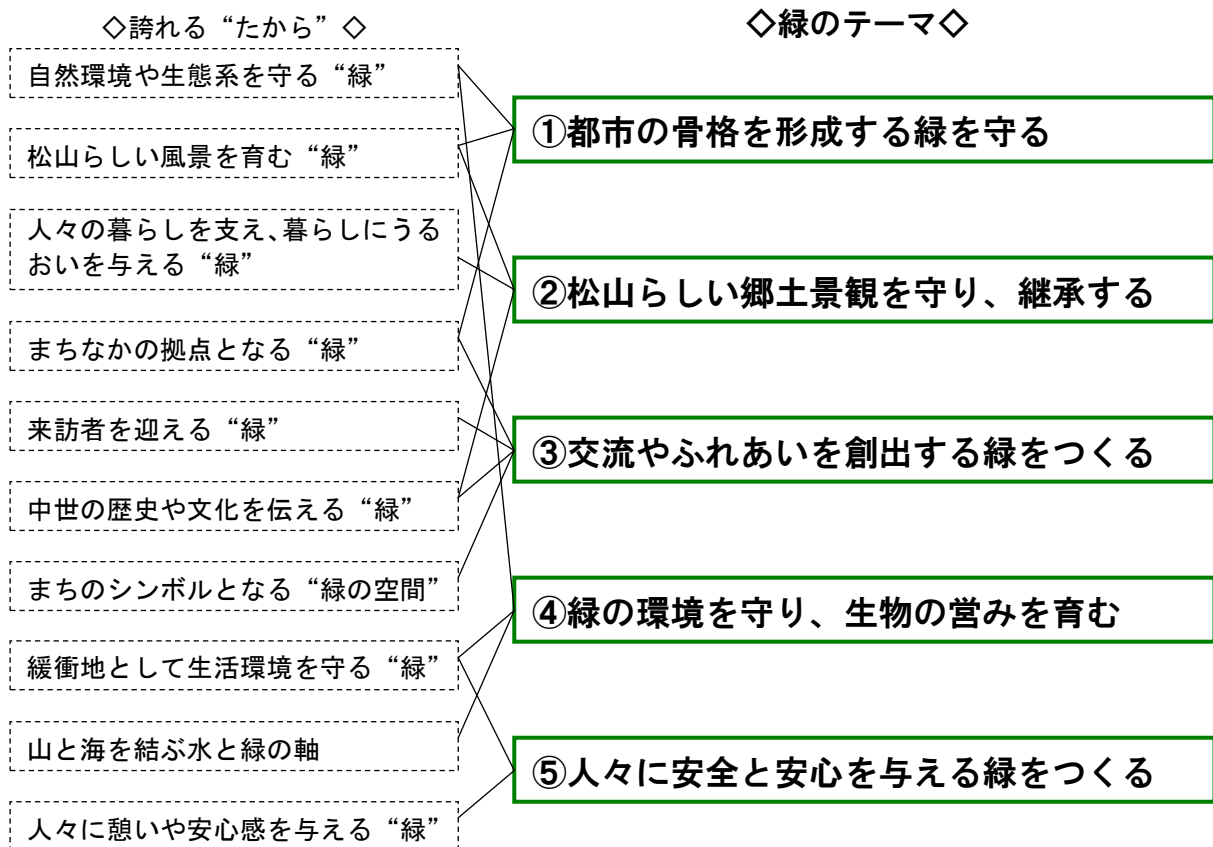 ◇誇れる“たから”◇
自然環境や生態系を守る“緑”
松山らしい風景を育む“緑”
人々の暮らしを支え、暮らしにうる
おいを与える“緑”
まちなかの拠点となる“緑”
来訪者を迎える“緑”
中世の歴史や文化を伝える“緑”
まちのシンボルとなる“緑の空間”
緩衝地として生活環境を守る“緑”
山と海を結ぶ水と緑の軸
人々に憩いや安心感を与える“緑”
◇緑のテーマ◇
①都市の骨格を形成する緑を守る
②松山らしい郷土景観を守り、継承する
③交流やふれあいを創出する緑をつくる
④緑の環境を守り、生物の営みを育む
⑤人々に安全と安心を与える緑をつくる